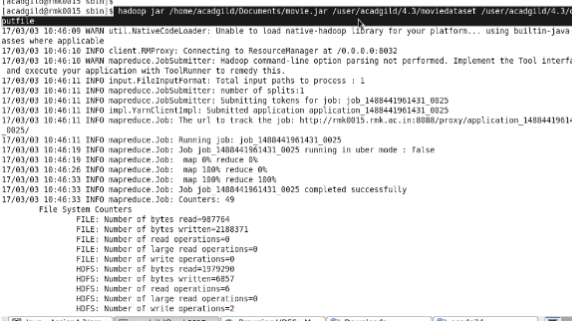 [acadgild@rmk0015 sbin]$
[acadgild@rmk0015 sbin]$ hadoop jar /home/acadgild/Documents/movie.jar /user/acadgild/4.3/moviedataset /user/acadgild/4.3/
putfile
17/03/03 10:46:09 WARN util.NativeCodeLoader: Unable to load native-hadoop library for your platform... using builtin-java
asses where applicable
17/03/03 10:46:10 INFO client.RMProxy: Connecting to ResourceManager at /0.0.0.0:8032
17/03/03 10:46:10 WARN mapreduce.JobSubmitter: Hadoop command-line option parsing not performed. Implement the Tool interfa
and execute your application with ToolRunner to remedy this.
17/03/03 10:46:11 INFO input.FileInputFormat: Total input paths to process : 1
17/03/03 10:46:11 INFO mapreduce.JobSubmitter: number of splits:1
17/03/03 10:46:11 INFO mapreduce.JobSubmitter: Submitting tokens for job: job_1488441961431_0025
17/03/03 10:46:11 INFO impl.YarnClientImpl: Submitted application application_1488441961431_0025
17/03/03 10:46:11 INFO mapreduce.Job: The url to track the job: http://rmk0015.rmk.ac.in:8088/proxy/application_14884419614
_0025/
17/03/03 10:46:11 INFO mapreduce.Job: Running job: job_1488441961431_0025
17/03/03 10:46:19 INFO mapreduce.Job: Job job_1488441961431_0025 running in uber mode : false
17/03/03 10:46:19 INFO mapreduce.Job:  map 0% reduce 0%
17/03/03 10:46:26 INFO mapreduce.Job:  map 100% reduce 0%
17/03/03 10:46:33 INFO mapreduce.Job:  map 100% reduce 100%
17/03/03 10:46:33 INFO mapreduce.Job: Job job_1488441961431_0025 completed successfully
17/03/03 10:46:33 INFO mapreduce.Job: Counters: 49
File System Counters
FILE: Number of bytes read=987764
FILE: Number of bytes written=2188371
FILE: Number of read operations=0
FILE: Number of large read operations=0
FILE: Number of write operations=0
HDFS: Number of bytes read=1979290
HDFS: Number of bytes written=6857
HDFS: Number of read operations=6
HDFS: Number of large read operations=0
HDFS: Number of write operations=2